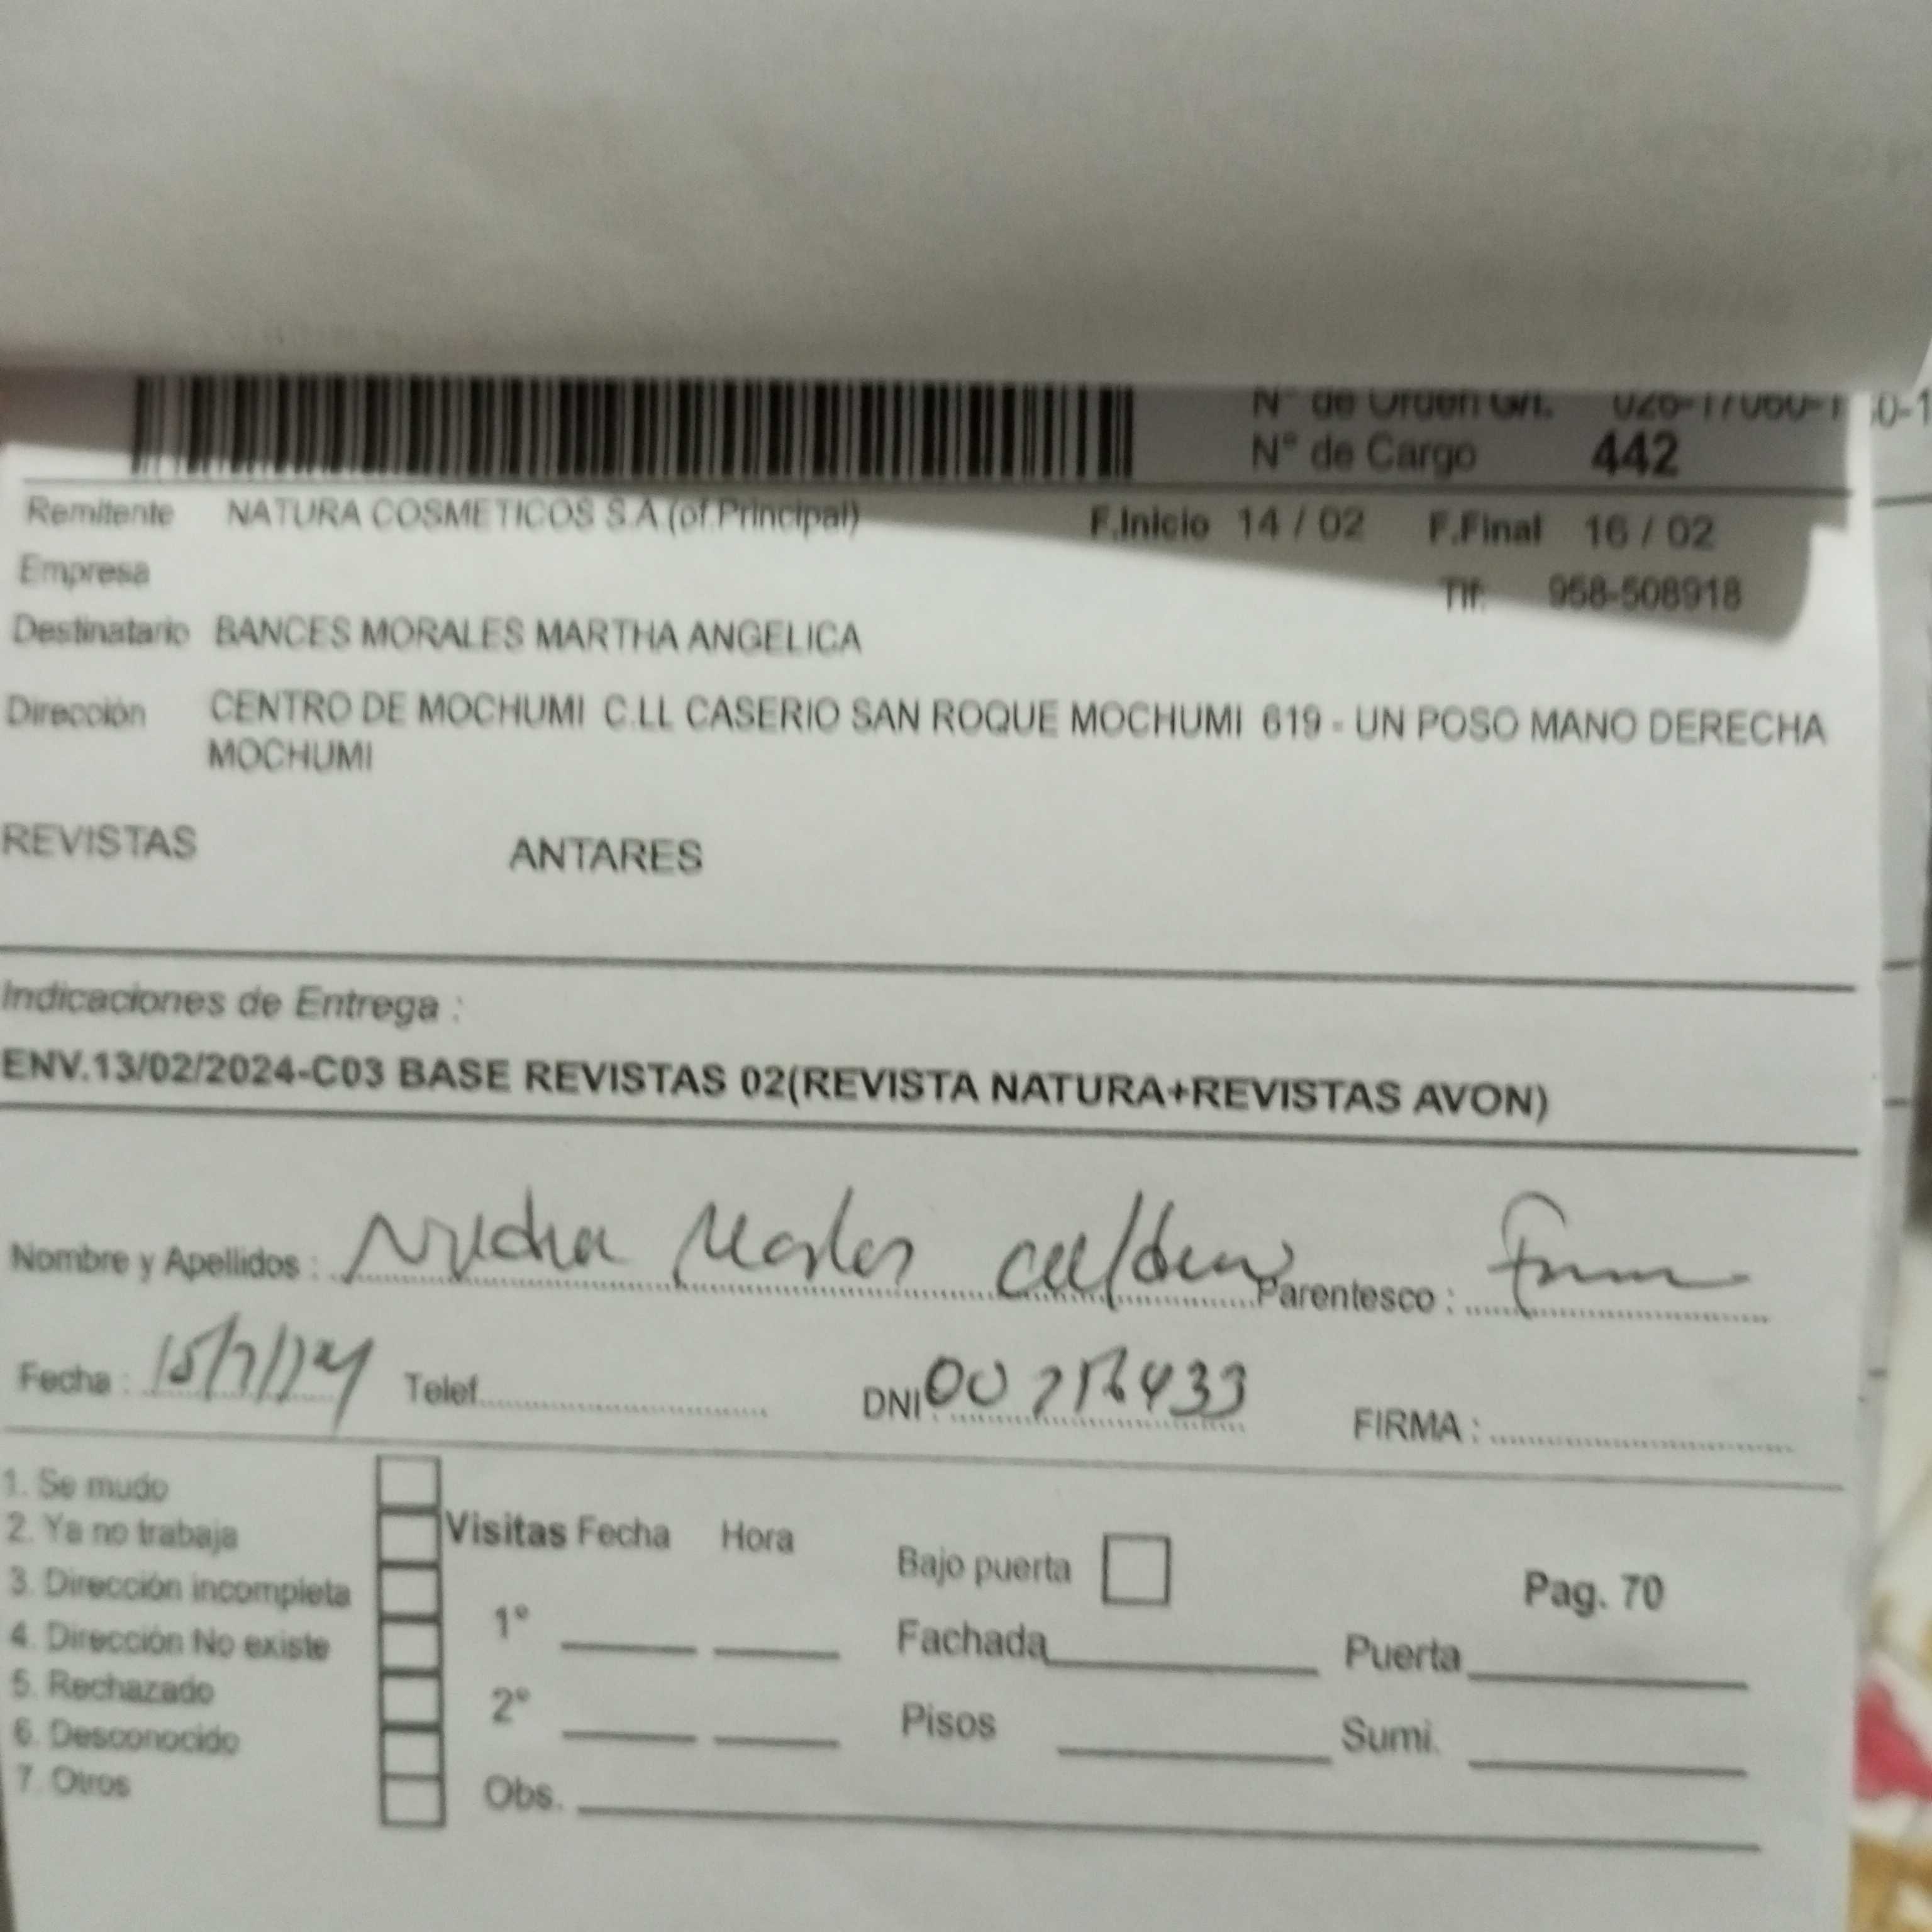 N° de Orden G/I. 026-17060-1
N° de Cargo 442
Remitente NATURA COSMETICOS S.A.(of.Principal) F.Inicio 14 / 02 F.Final 16 / 02
Empresa Tlf: 958-508918
Destinatario BANCES MORALES MARTHA ANGELICA
Dirección CENTRO DE MOCHUMI C.LL CASERIO SAN ROQUE MOCHUMI 619 - UN POSO MANO DERECHA
MOCHUMI
REVISTAS ANTARES
Indicaciones de Entrega :
ENV.13/02/2024-C03 BASE REVISTAS 02(REVISTA NATURA+REVISTAS AVON)
Nombre y Apellidos : Parentesco :
Fecha : Telef. DNI : FIRMA :
1. Se mudo
2. Ya no trabaja Visitas Fecha Hora
3. Dirección incompleta Bajo puerta Pag. 70
4. Dirección No existe 1° Fachada Puerta
5. Rechazado
6. Desconocido 2° Pisos Sumi.
7. Otros Obs.